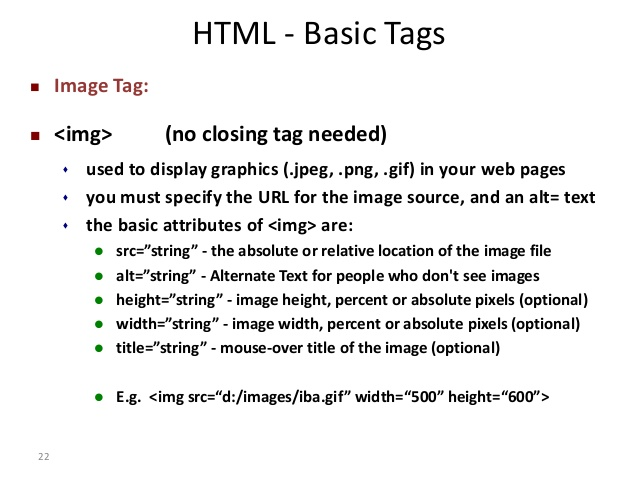 HTML - Basic Tags
Image Tag:
<img> (no closing tag needed)
used to display graphics (.jpeg, .png, .gif) in your web pages
you must specify the URL for the image source, and an alt= text
the basic attributes of <img> are:
src=”string” - the absolute or relative location of the image file
alt=”string” - Alternate Text for people who don't see images
height=”string” - image height, percent or absolute pixels (optional)
width=”string” - image width, percent or absolute pixels (optional)
title=”string” - mouse-over title of the image (optional)
E.g. <img src=“d:/images/iba.gif” width=“500” height=“600”>
22